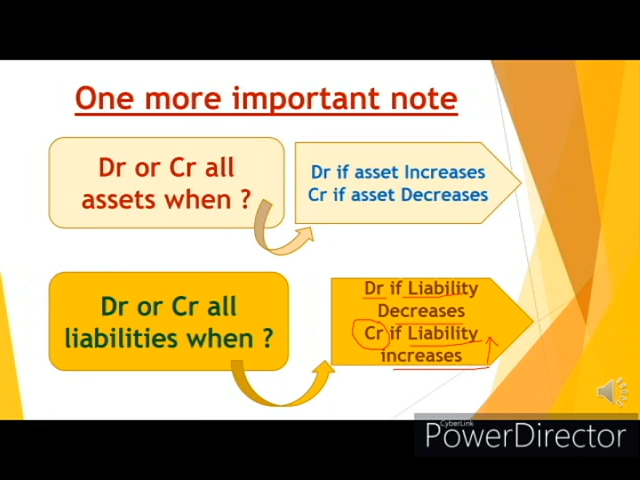 One more important note
Dr or Cr all
assets when ?
Dr if asset Increases
Cr if asset Decreases
Dr or Cr all
liabilities when ?
Dr if Liability
Decreases
Cr if Liability
increases
CyberLink
PowerDirector